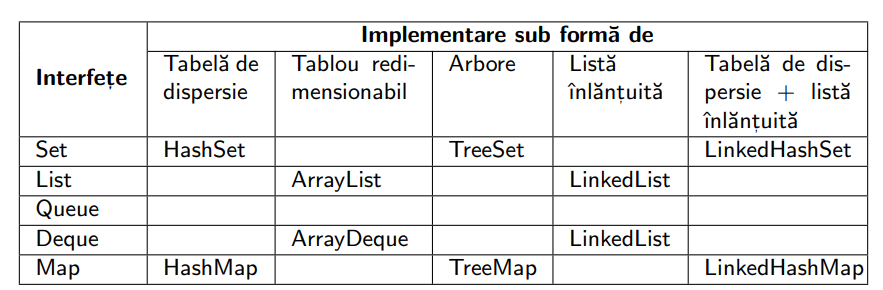 Interfețe
Implementare sub formă de
Tabelă de
dispersie
Tablou redi-
mensionabil
Arbore
Listă
înlănțuită
Tabelă de dis-
persie + listă
înlănțuită
Set HashSet TreeSet LinkedHashSet
List ArrayList LinkedList
Queue
Deque ArrayDeque LinkedList
Map HashMap TreeMap LinkedHashMap